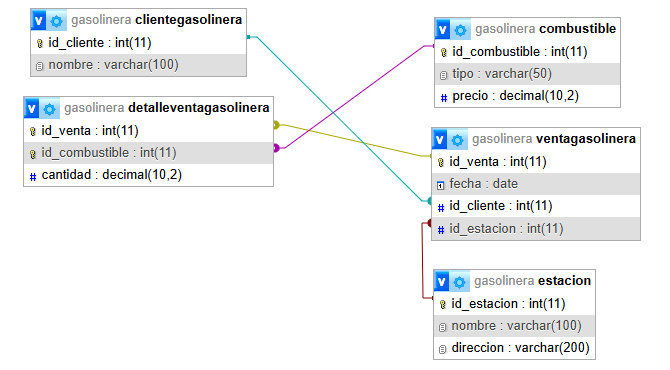 gasolinera clientegasolinera
id_cliente : int(11)
nombre : varchar(100)
gasolinera detalleventagasolinera
id_venta : int(11)
id_combustible : int(11)
# cantidad : decimal(10,2)
gasolinera combustible
id_combustible : int(11)
tipo : varchar(50)
# precio : decimal(10,2)
gasolinera ventagasolinera
id_venta : int(11)
fecha : date
# id_cliente : int(11)
# id_estacion : int(11)
gasolinera estacion
id_estacion : int(11)
nombre : varchar(100)
direccion : varchar(200)